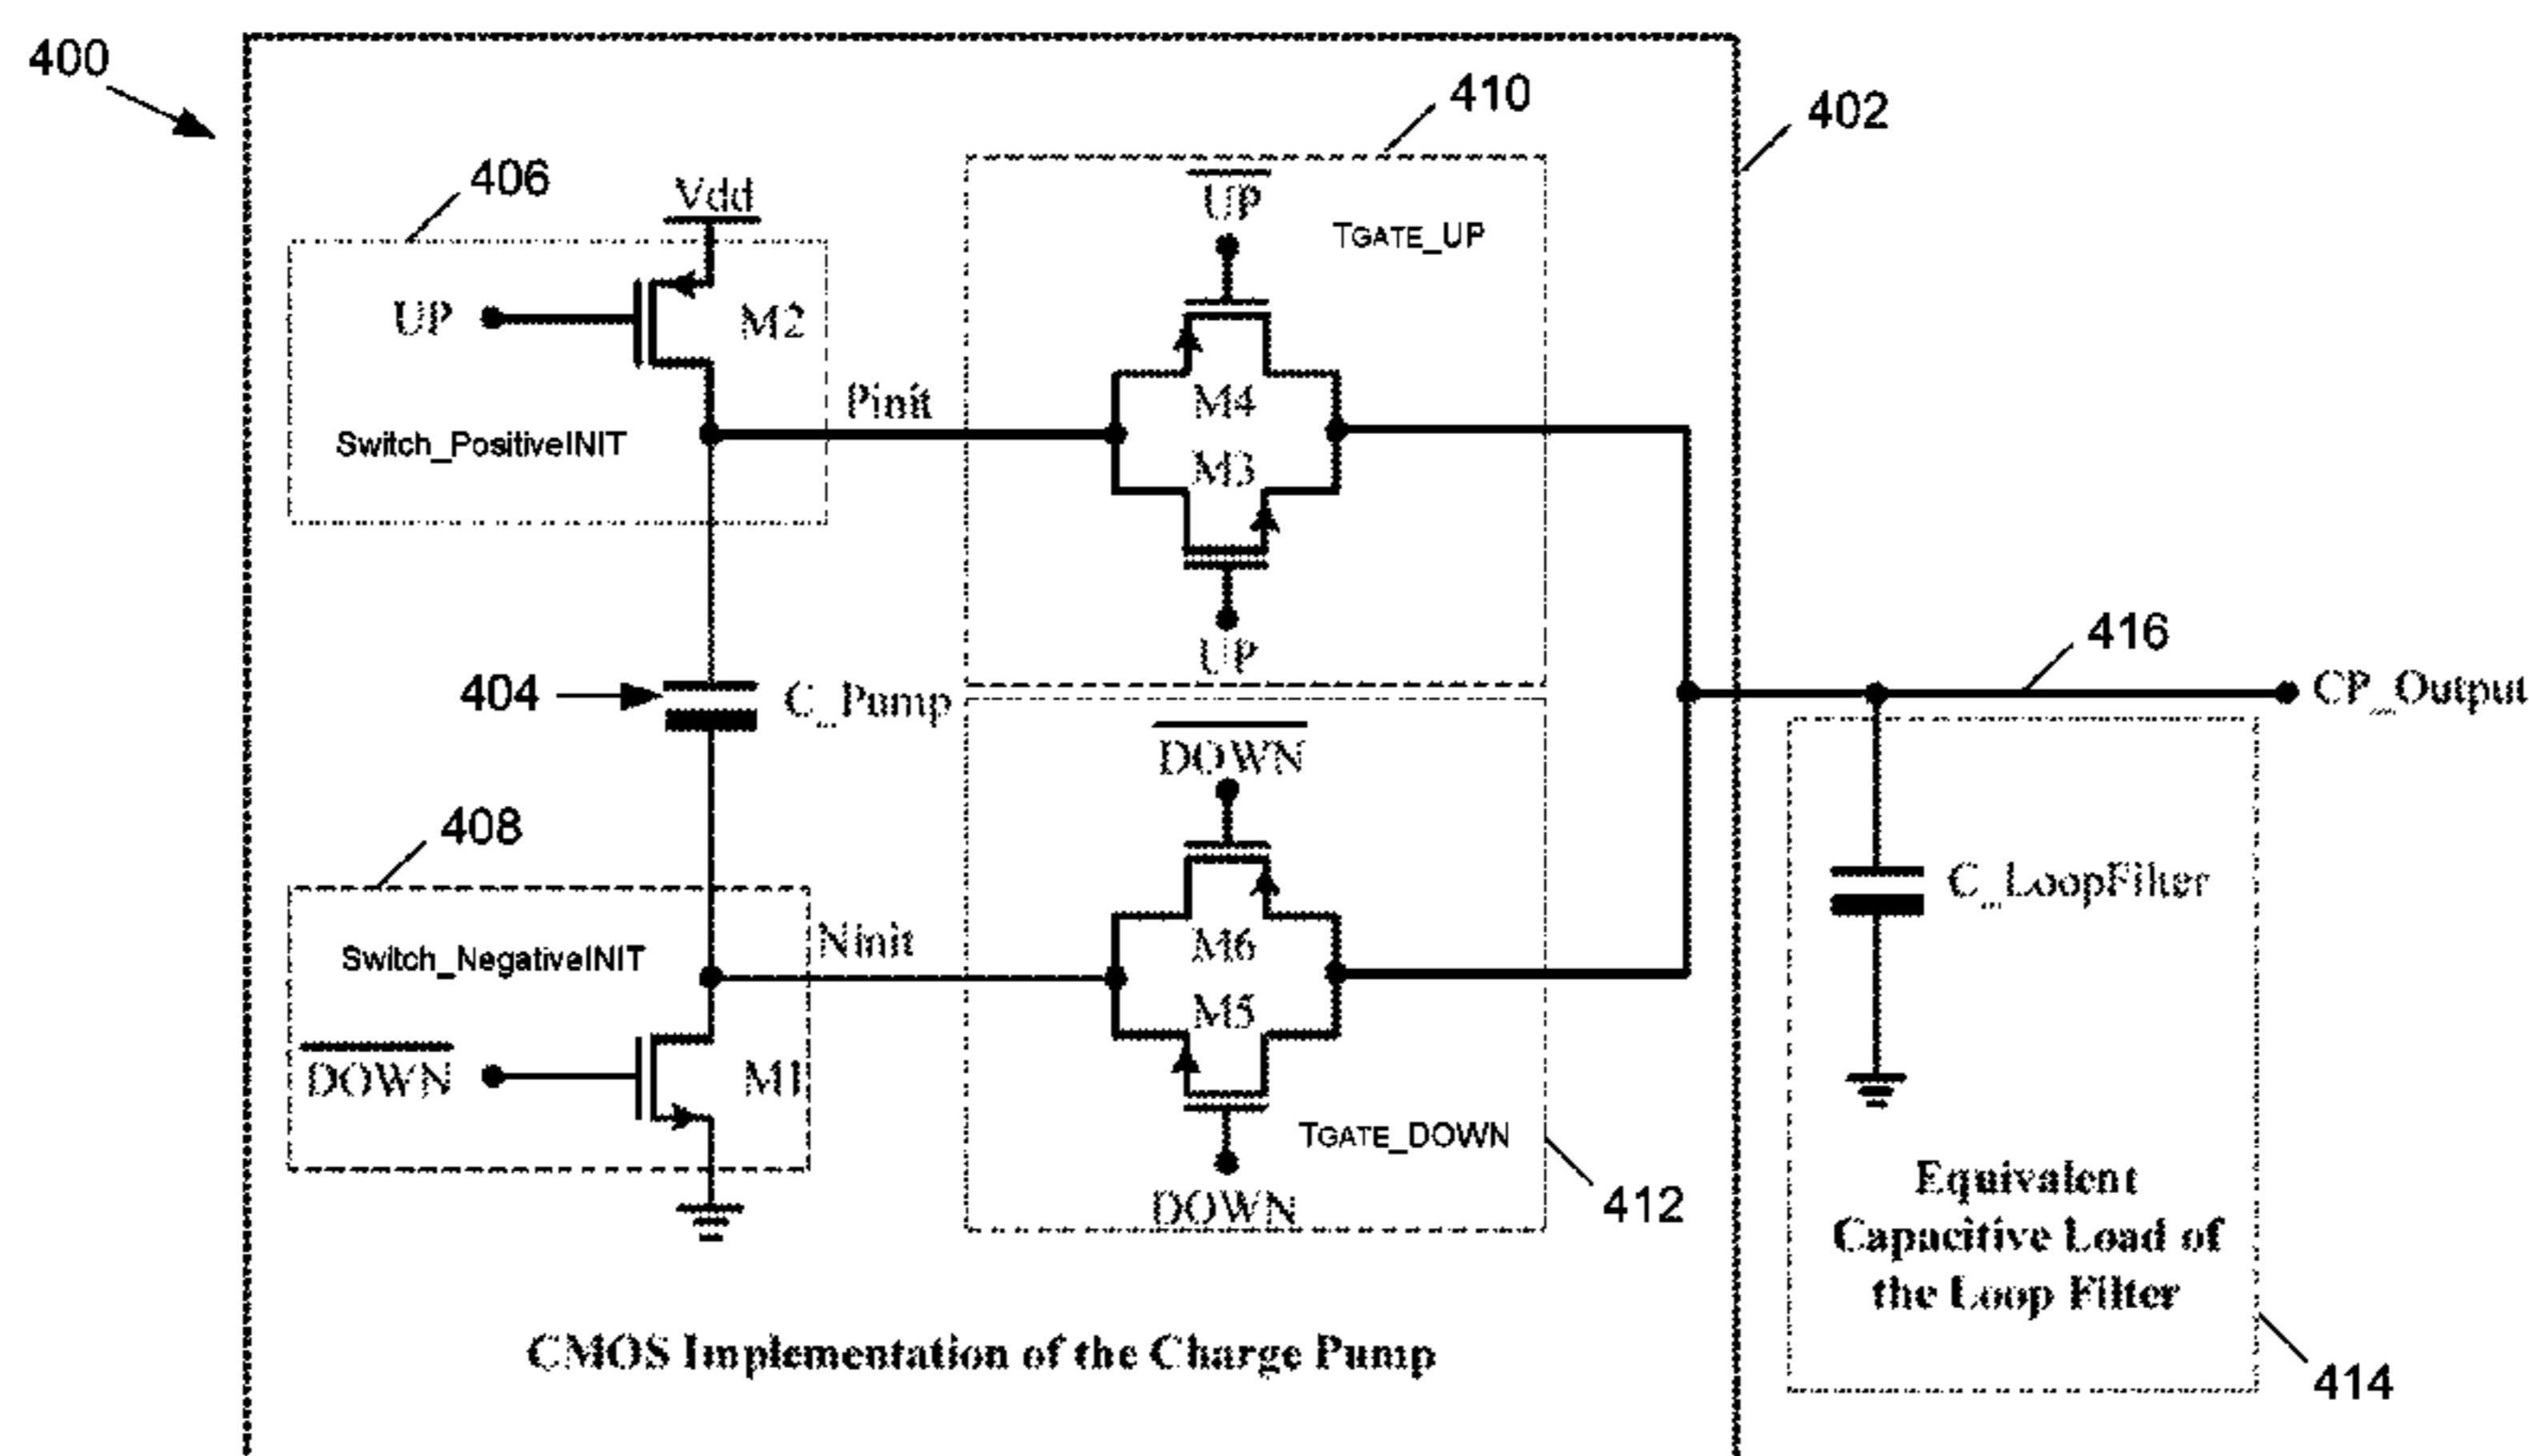 400
410
402
406
Vdd
UP
TGATE_UP
UP
M2
Pinit
M4
Switch_PositiveINIT
M3
UP
416
404
C_Pump
CP_Output
DOWN
408
C_LoopFilter
Ninit
M6
Switch_NegativeINIT
M5
DOWN
M1
TGATE_DOWN
DOWN
412
Equivalent
Capacitive Load of
the Loop Filter
CMOS Implementation of the Charge Pump
414